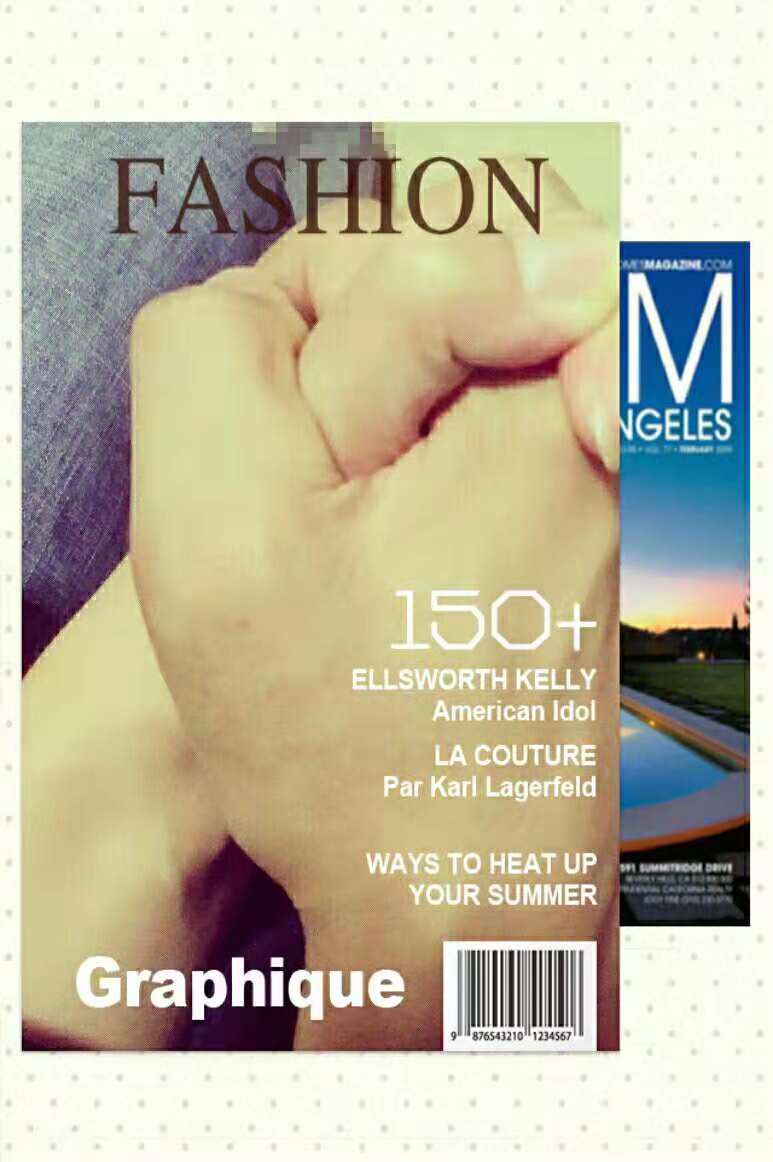 FASHION
150+
ELLSWORTH KELLY
American Idol
LA COUTURE
Par Karl Lagerfeld
WAYS TO HEAT UP
YOUR SUMMER
Graphique
9 876543210 1234567
MAGAZINE.COM
M
NGELES
591 SUMMITRIDGE DRIVE